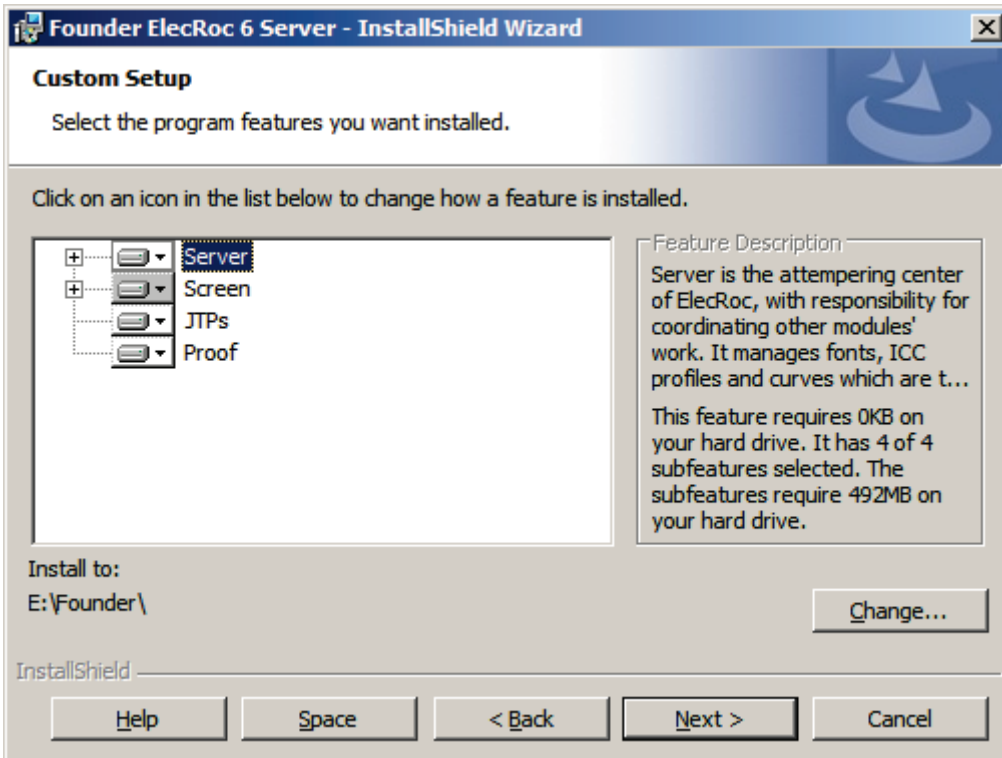 Founder ElecRoc 6 Server - InstallShield Wizard
Custom Setup
Select the program features you want installed.
Click on an icon in the list below to change how a feature is installed.
Server
Screen
JTPs
Proof
Feature Description
Server is the attempering center
of ElecRoc, with responsibility for
coordinating other modules'
work. It manages fonts, ICC
profiles and curves which are t...
This feature requires 0KB on
your hard drive. It has 4 of 4
subfeatures selected. The
subfeatures require 492MB on
your hard drive.
Install to:
E:\Founder\
Change...
InstallShield
Help
Space
< Back
Next >
Cancel